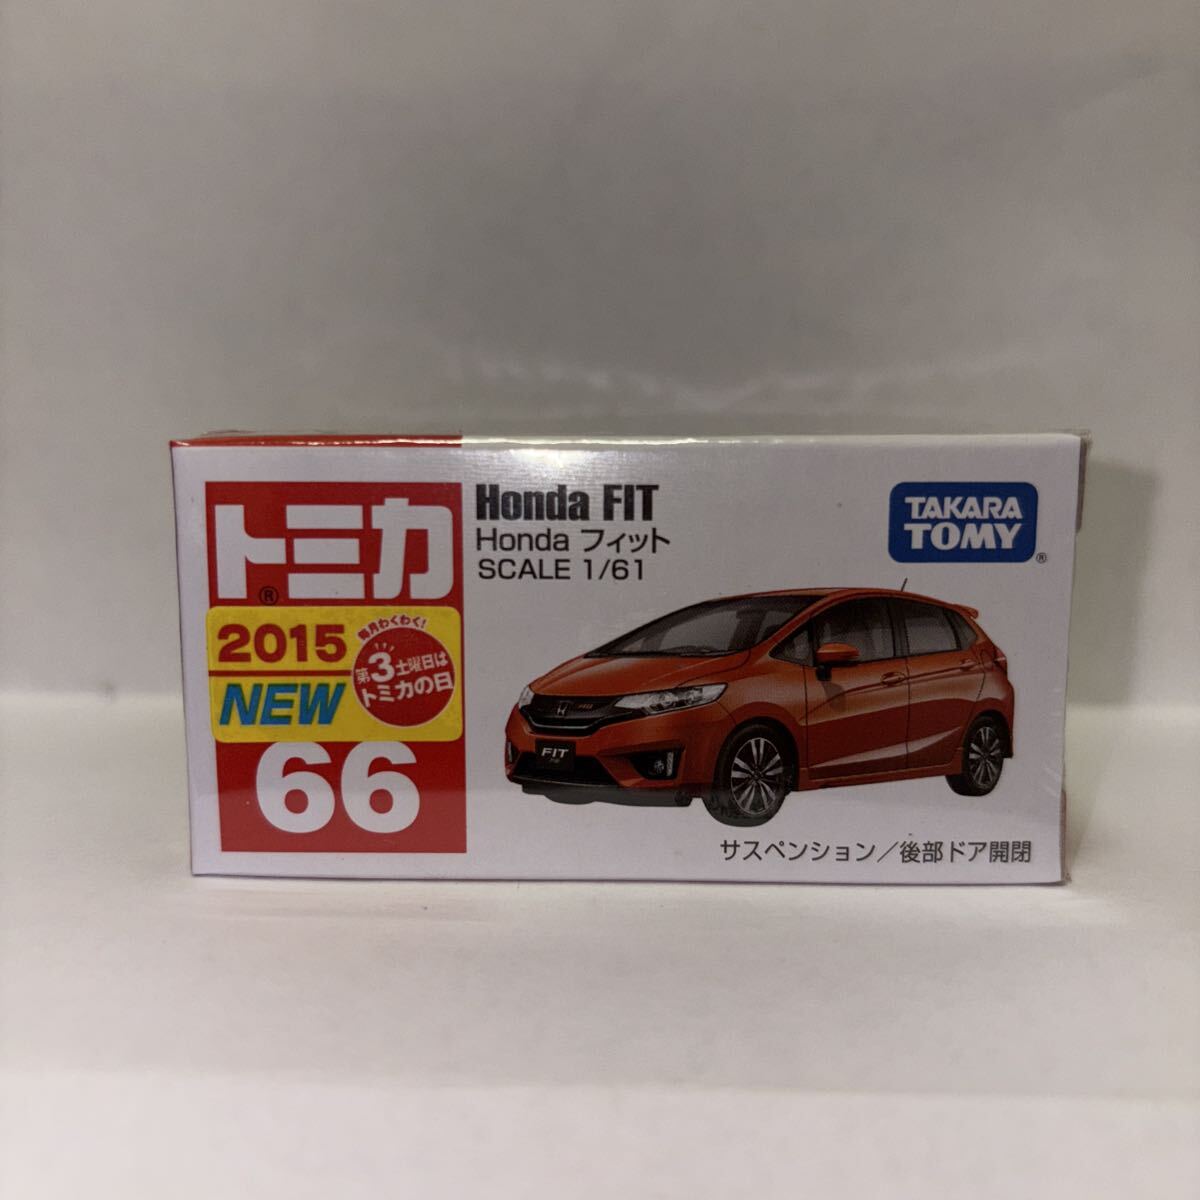 トミカ
®
2015
NEW
毎月わくわく!
第3土曜日は
トミカの日
66
Honda FIT
Honda フィット
SCALE 1/61
TAKARA
TOMY
®
FIT
サスペンション/後部ドア開閉